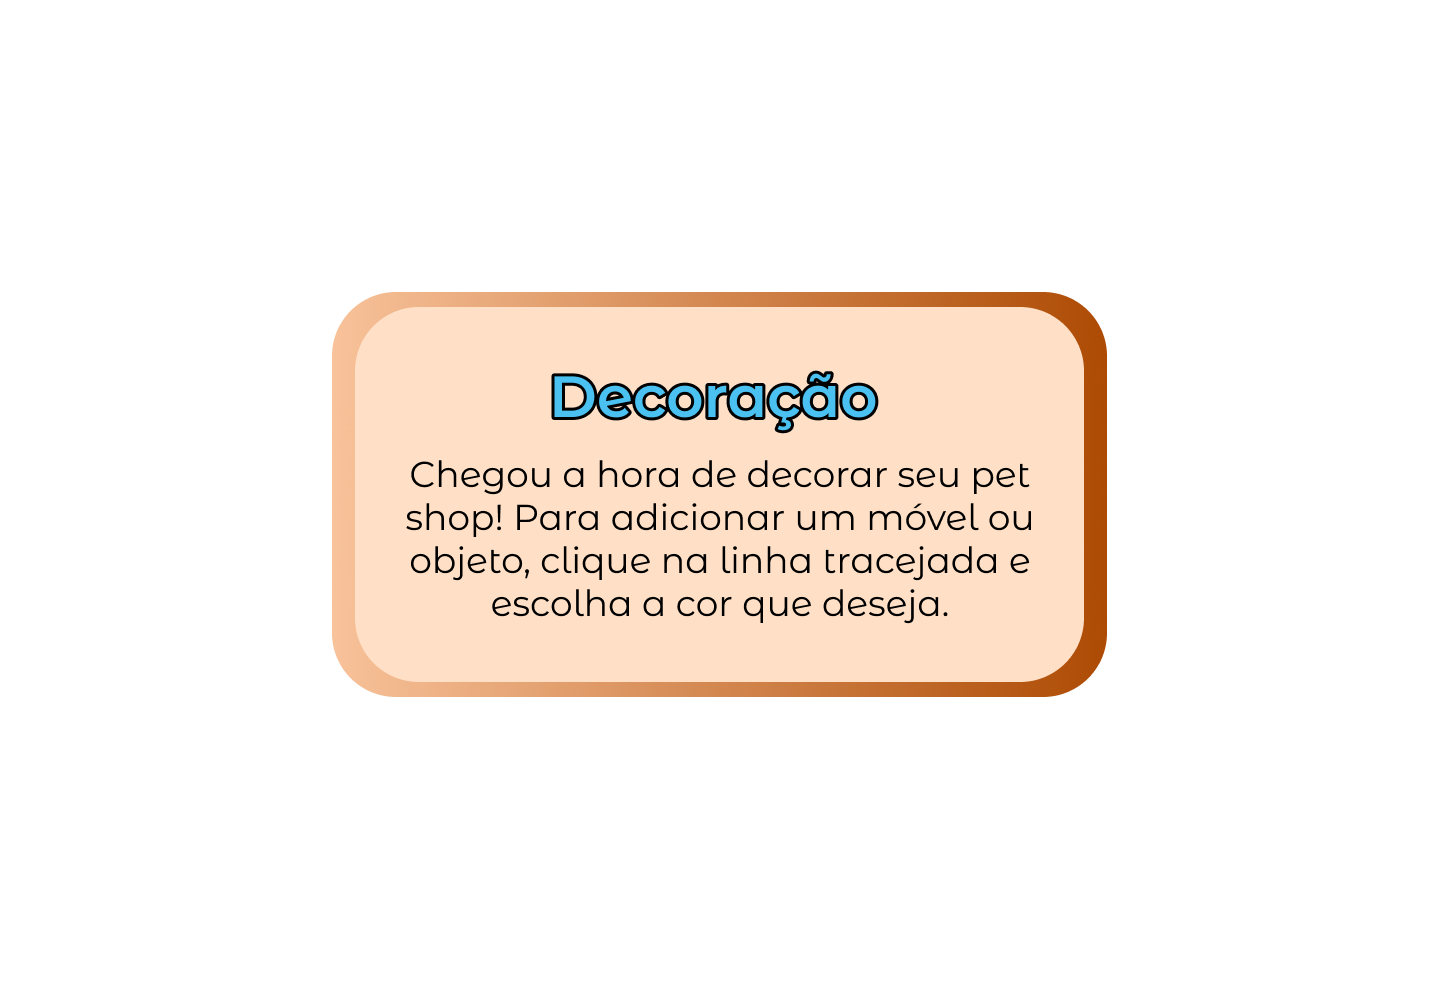 Decoração
Chegou a hora de decorar seu pet
shop! Para adicionar um móvel ou
objeto, clique na linha tracejada e
escolha a cor que deseja.